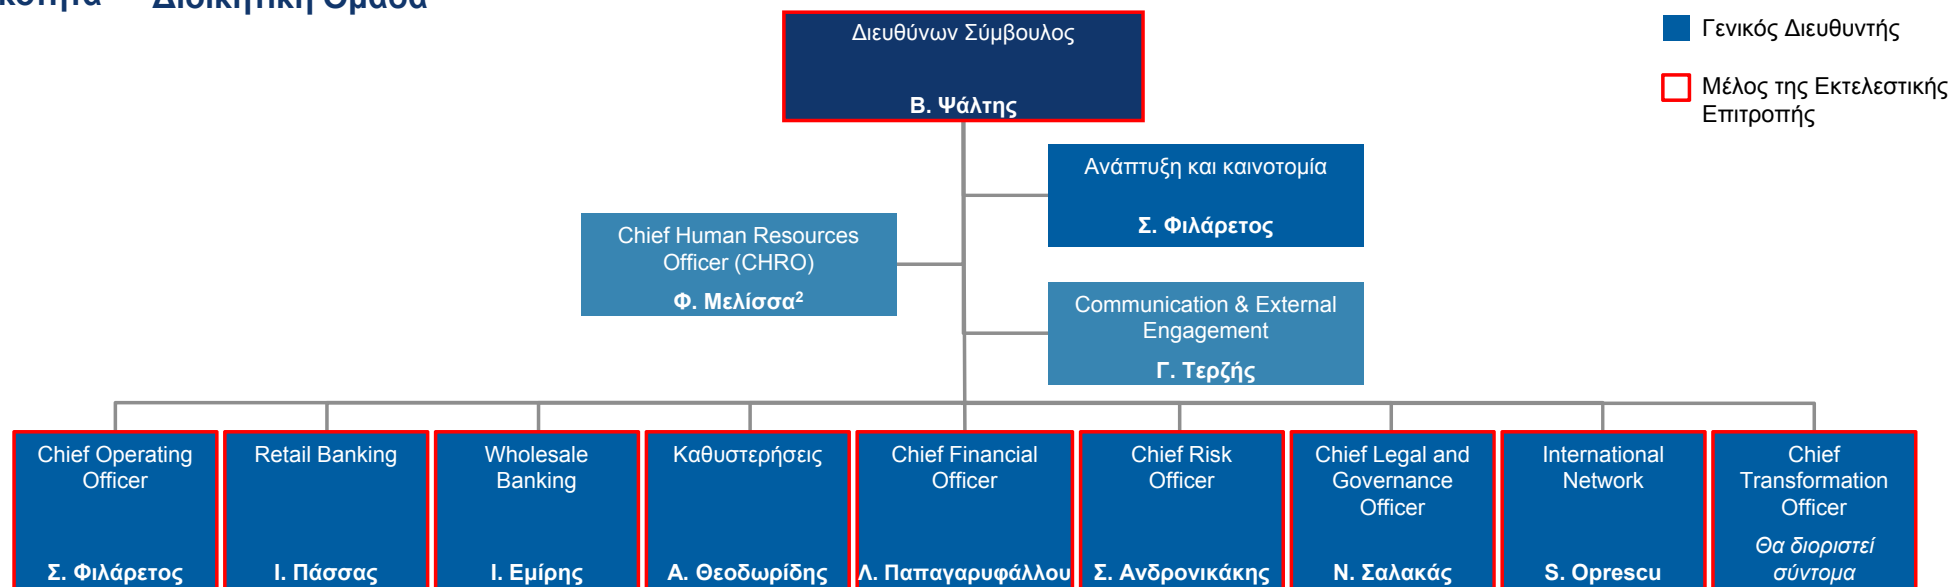 Διοικητική Ομάδα
Διευθύνων Σύμβουλος
Β. Ψάλτης
Γενικός Διευθυντής
Μέλος της Εκτελεστικής
Επιτροπής
Ανάπτυξη και καινοτομία
Σ. Φιλάρετος
Chief Human Resources
Officer (CHRO)
Φ. Μελίσσα²
Communication & External
Engagement
Γ. Τερζής
Chief Operating
Officer
Σ. Φιλάρετος
Retail Banking
Ι. Πάσσας
Wholesale
Banking
Ι. Εμίρης
Καθυστερήσεις
Α. Θεοδωρίδης
Chief Financial
Officer
Λ. Παπαγαρυφάλλου
Chief Risk
Officer
Σ. Ανδρονικάκης
Chief Legal and
Governance
Officer
Ν. Σαλακάς
International
Network
S. Oprescu
Chief
Transformation
Officer
Θα διοριστεί
σύντομα